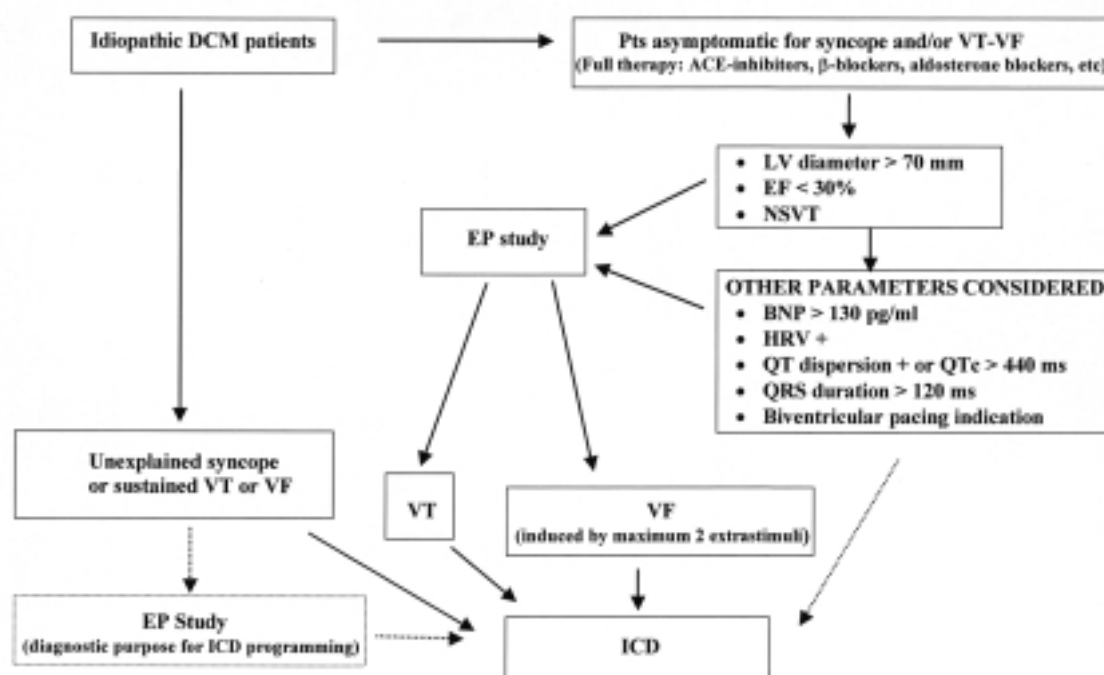 Idiopathic DCM patients
Pts asymptomatic for syncope and/or VT-VF
(Full therapy: ACE-inhibitors, β-blockers, aldosterone blockers, etc)
• LV diameter > 70 mm
• EF < 30%
• NSVT
EP study
OTHER PARAMETERS CONSIDERED
• BNP > 130 pg/ml
• HRV +
• QT dispersion + or QTc > 440 ms
• QRS duration > 120 ms
• Biventricular pacing indication
Unexplained syncope
or sustained VT or VF
VT
VF
(induced by maximum 2 extrastimuli)
EP Study
(diagnostic purpose for ICD programming)
ICD